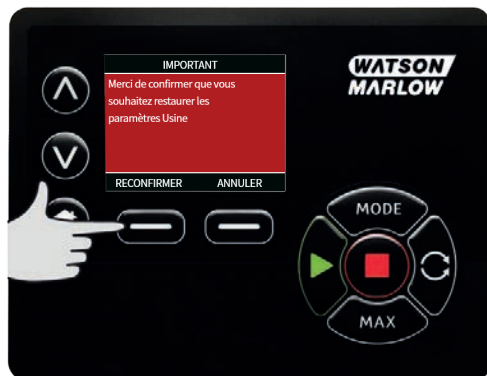 IMPORTANT
Merci de confirmer que vous
souhaitez restaurer les
paramètres Usine
RECONFIRMER ANNULER
WATSON
MARLOW
MODE
MAX